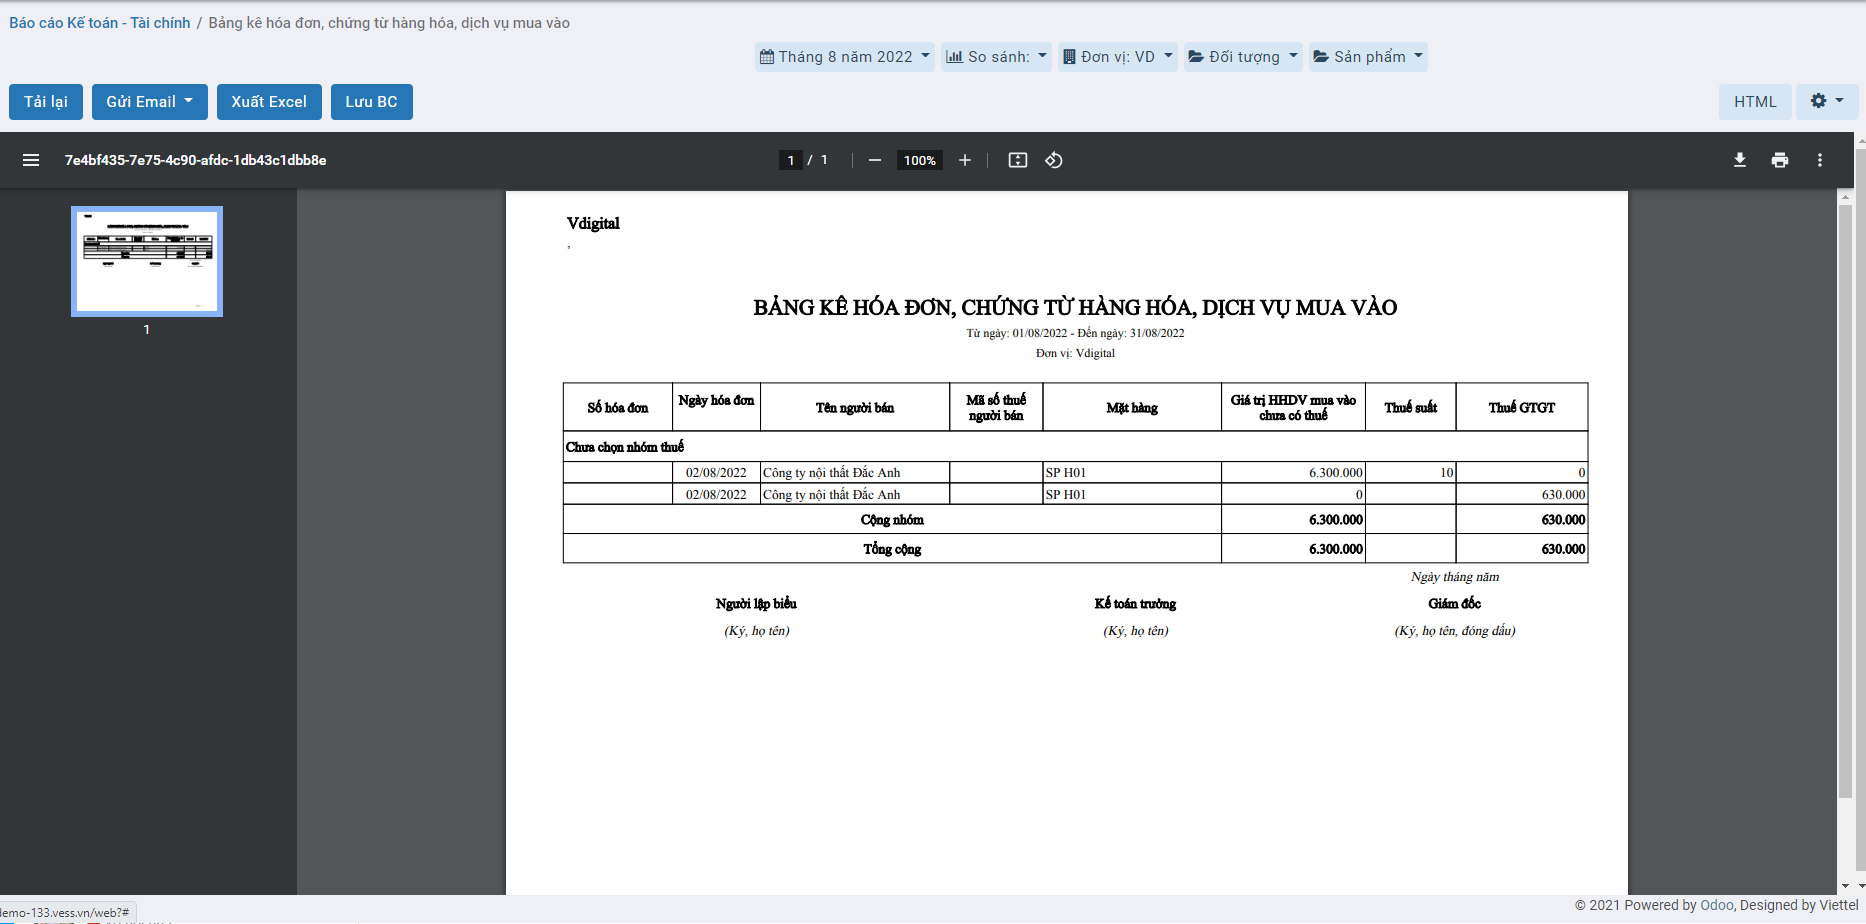 Báo cáo Kế toán - Tài chính / Bảng kê hóa đơn, chứng từ hàng hóa, dịch vụ mua vào
Tháng 8 năm 2022 So sánh: Đơn vị: VD Đối tượng Sản phẩm
Tải lại Gửi Email Xuất Excel Lưu BC HTML
7e4bf435-7e75-4c90-afdc-1db43c1dbb8e 1 / 1 100%
1
Vdigital
,
BẢNG KÊ HÓA ĐƠN, CHỨNG TỪ HÀNG HÓA, DỊCH VỤ MUA VÀO
Từ ngày: 01/08/2022 - Đến ngày: 31/08/2022
Đơn vị: Vdigital
Số hóa đơn Ngày hóa đơn Tên người bán Mã số thuế người bán Mặt hàng Giá trị HHDV mua vào chưa có thuế Thuế suất Thuế GTGT
Chưa chọn nhóm thuế
02/08/2022 Công ty nội thất Đắc Anh SP H01 6.300.000 10 0
02/08/2022 Công ty nội thất Đắc Anh SP H01 0 630.000
Cộng nhóm 6.300.000 630.000
Tổng cộng 6.300.000 630.000
Ngày tháng năm
Người lập biểu Kế toán trưởng Giám đốc
(Ký, họ tên) (Ký, họ tên) (Ký, họ tên, đóng dấu)
demo-133.vess.vn/web?#
© 2021 Powered by Odoo, Designed by Viettel